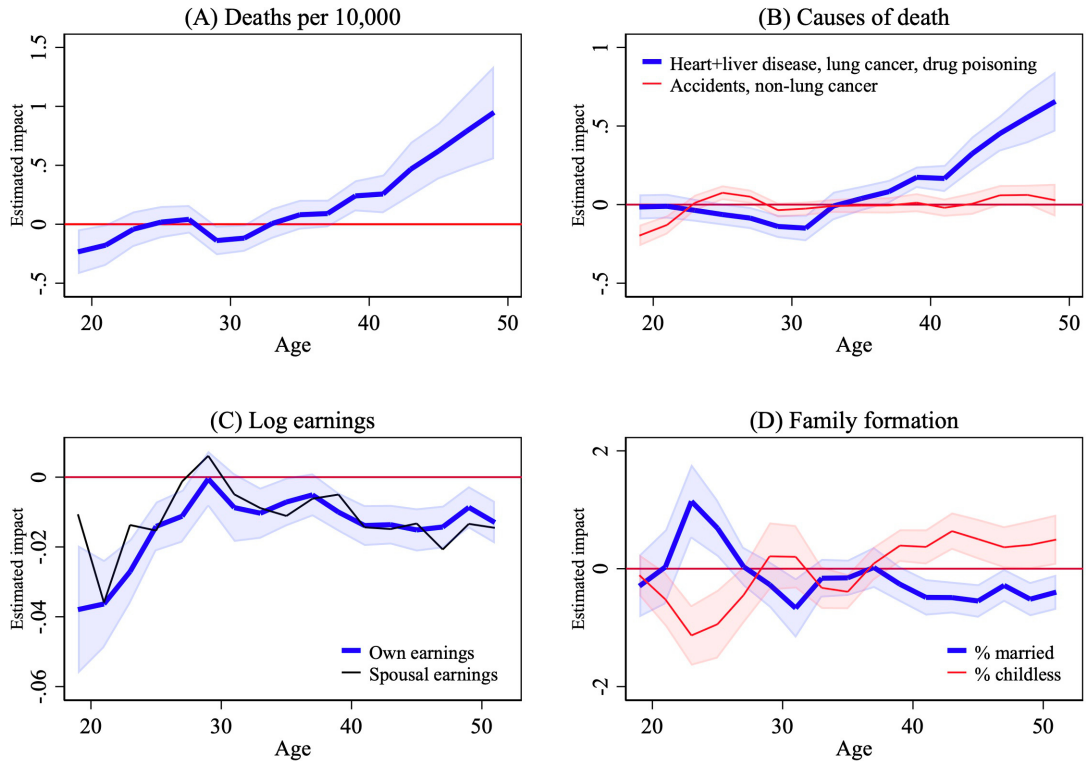 (A) Deaths per 10,000
Estimated impact
1.5
1
.5
0
-.5
20
30
40
50
Age
(B) Causes of death
Estimated impact
1
.5
0
-.5
Heart+liver disease, lung cancer, drug poisoning
Accidents, non-lung cancer
20
30
40
50
Age
(C) Log earnings
Estimated impact
0
-.02
-.04
-.06
Own earnings
Spousal earnings
20
30
40
50
Age
(D) Family formation
Estimated impact
2
0
-2
% married
% childless
20
30
40
50
Age